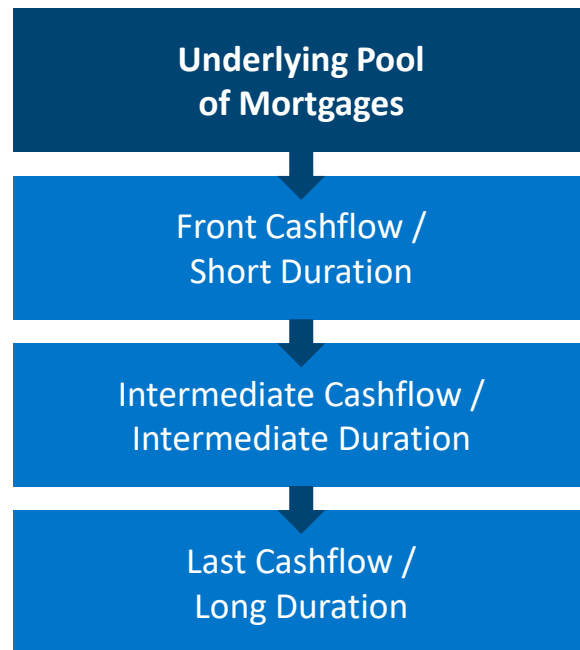 Underlying Pool
of Mortgages
Front Cashflow /
Short Duration
Intermediate Cashflow /
Intermediate Duration
Last Cashflow /
Long Duration